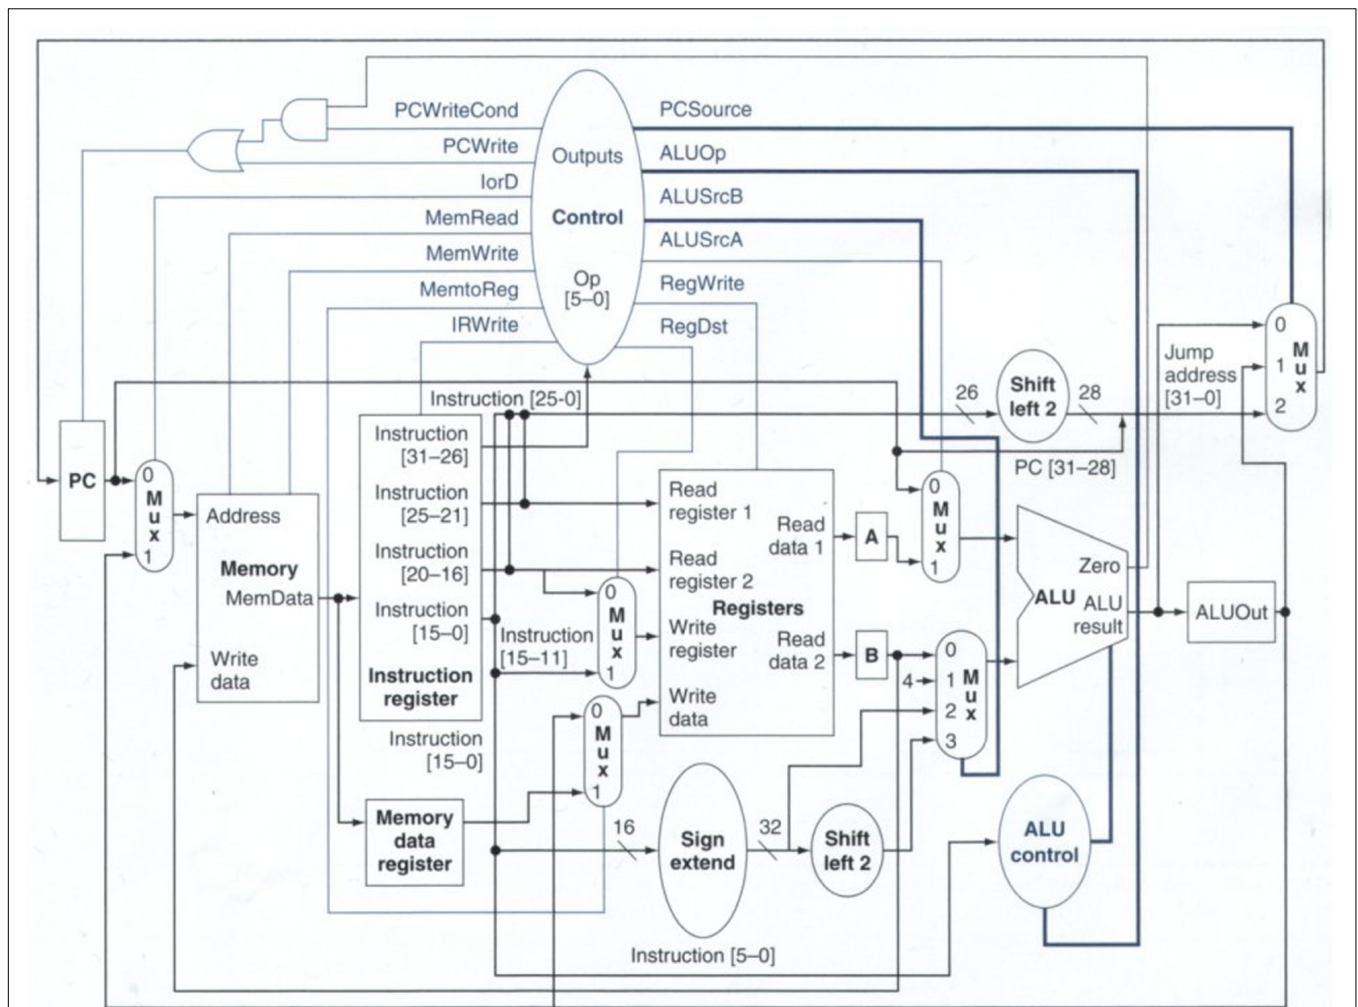 PCWriteCond
PCWrite
IorD
MemRead
MemWrite
MemtoReg
IRWrite
Outputs
Control
Op
[5–0]
PCSource
ALUOp
ALUSrcB
ALUSrcA
RegWrite
RegDst
PC
0
M
u
x
1
Address
Memory
MemData
Write
data
Instruction [25-0]
Instruction
[31–26]
Instruction
[25–21]
Instruction
[20–16]
Instruction
[15–0]
Instruction
register
Instruction
[15–0]
Memory
data
register
Instruction
[15–11]
0
M
u
x
1
0
M
u
x
1
Read
register 1
Read
register 2
Registers
Write
register
Write
data
Read
data 1
Read
data 2
A
B
4
0
M
u
x
1
0
1
2
3
M
u
x
26
Shift
left 2
28
Jump
address
[31–0]
PC [31–28]
0
1
2
M
u
x
Zero
ALU
ALU
result
ALUOut
16
Sign
extend
32
Shift
left 2
ALU
control
Instruction [5–0]